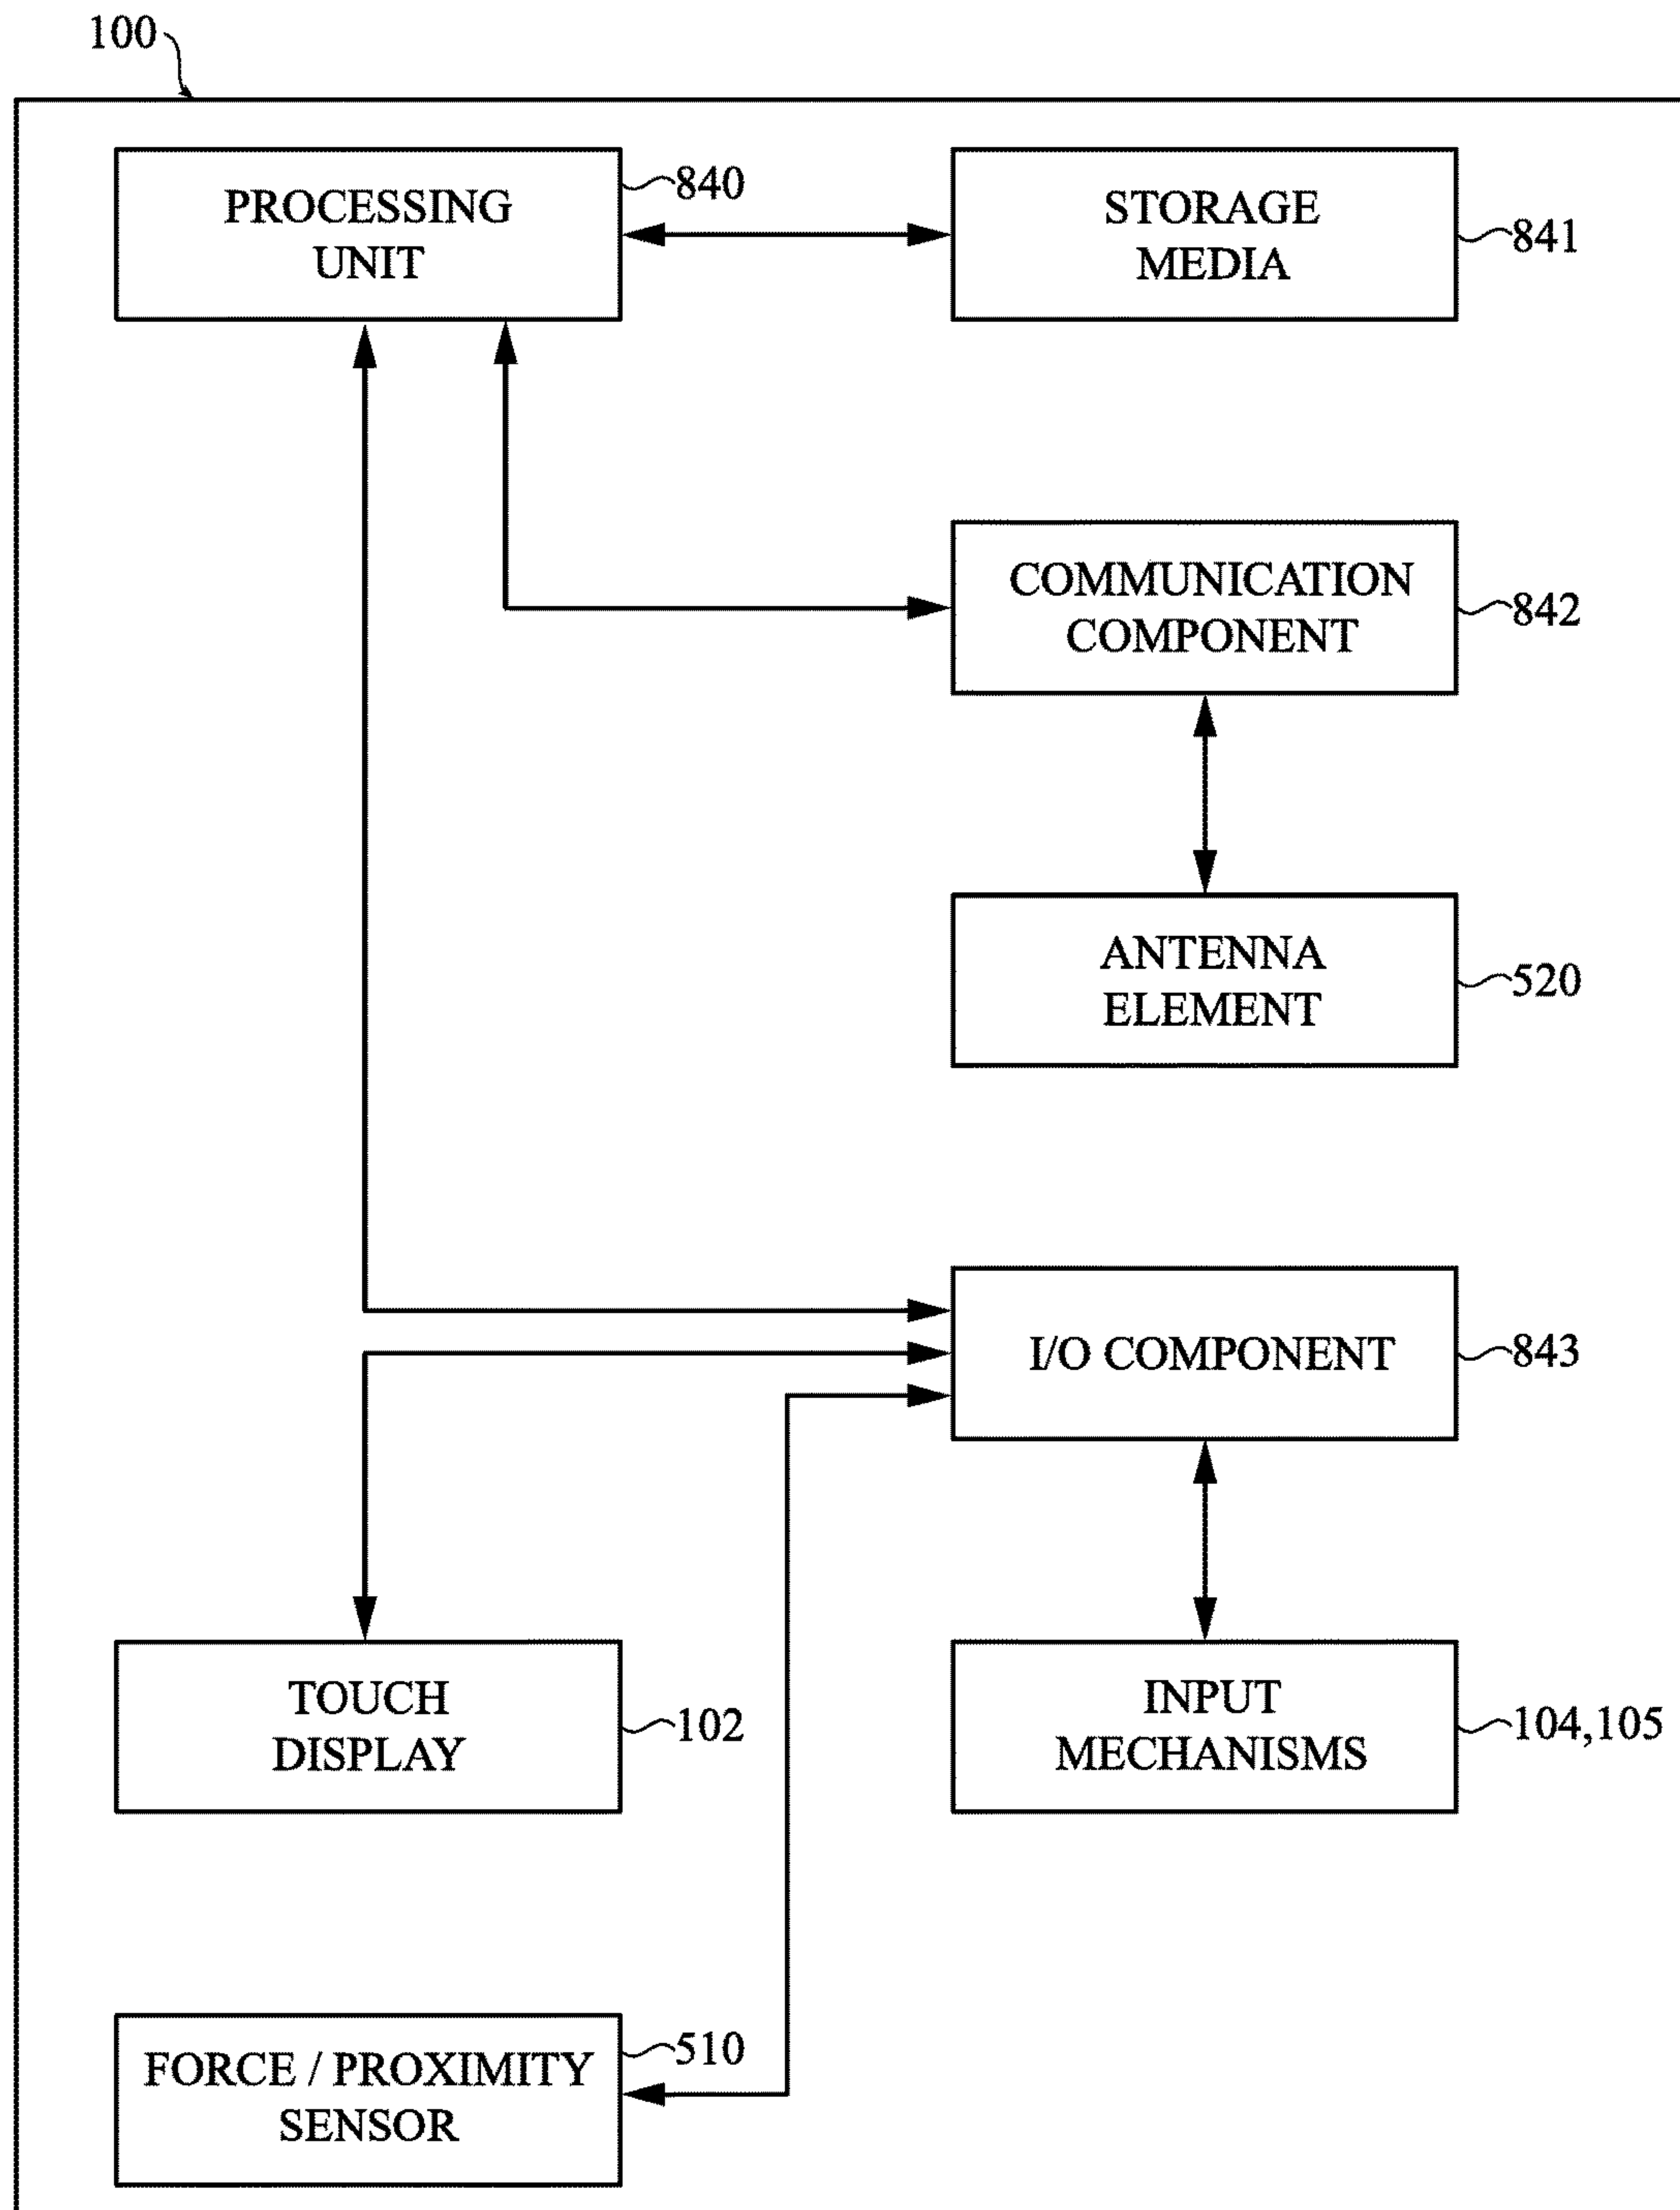 100
PROCESSING
UNIT
840
STORAGE
MEDIA
841
COMMUNICATION
COMPONENT
842
ANTENNA
ELEMENT
520
I/O COMPONENT
843
TOUCH
DISPLAY
102
INPUT
MECHANISMS
104,105
FORCE / PROXIMITY
SENSOR
510